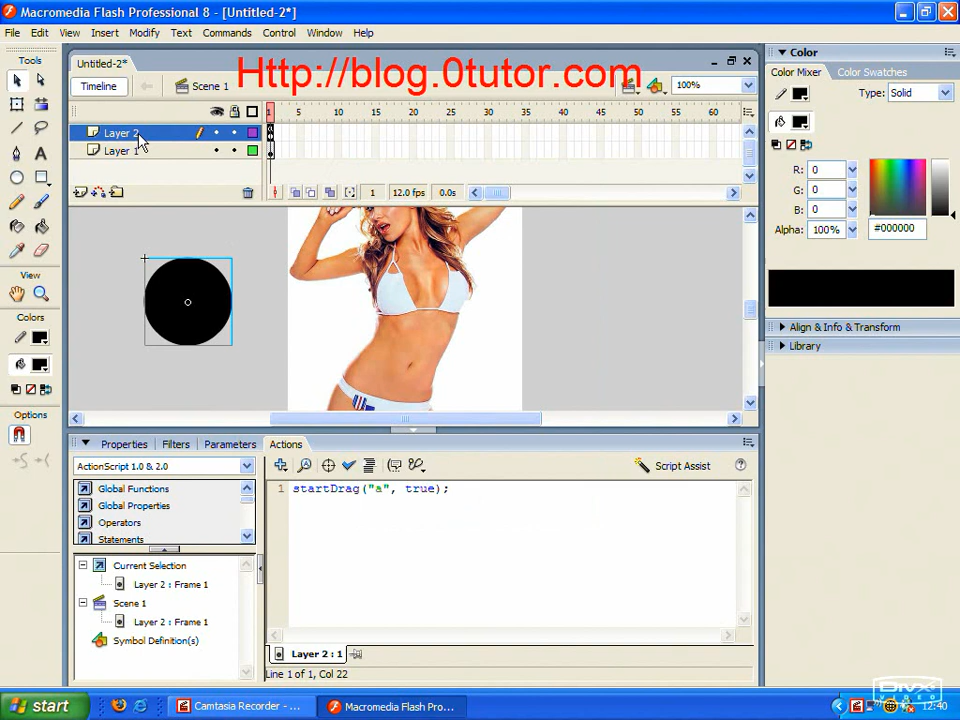 Macromedia Flash Professional 8 - [Untitled-2*]
File Edit View Insert Modify Text Commands Control Window Help
Tools
View
Colors
Options
Untitled-2*
Http://blog.0tutor.com
Timeline
Scene 1
100%
1 5 10 15 20 25 30 35 40 45 50 55 60
Layer 2
Layer 1
1 12.0 fps 0.0s
Color
Color Mixer Color Swatches
Type: Solid
R: 0
G: 0
B: 0
Alpha: 100% #000000
Align & Info & Transform
Library
Properties Filters Parameters Actions
ActionScript 1.0 & 2.0
Script Assist
Global Functions
Global Properties
Operators
Statements
1 startDrag("a", true);
Current Selection
Layer 2 : Frame 1
Scene 1
Layer 2 : Frame 1
Symbol Definition(s)
Layer 2 : 1
Line 1 of 1, Col 22
start
Camtasia Recorder - ...
Macromedia Flash Pro...
12:40
DIVX
VIDEO